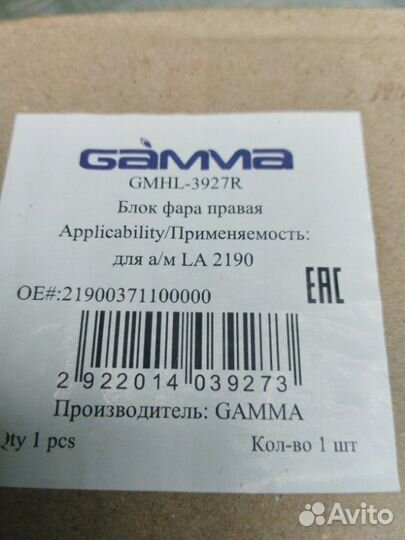 GAMMA
GMHL-3927R
Блок фара правая
Applicability/Применяемость:
для а/м LA 2190
OE#:21900371100000
EAC
2 922014 039273
Производитель: GAMMA
Qty 1 pcs
Кол-во 1 шт
Avito